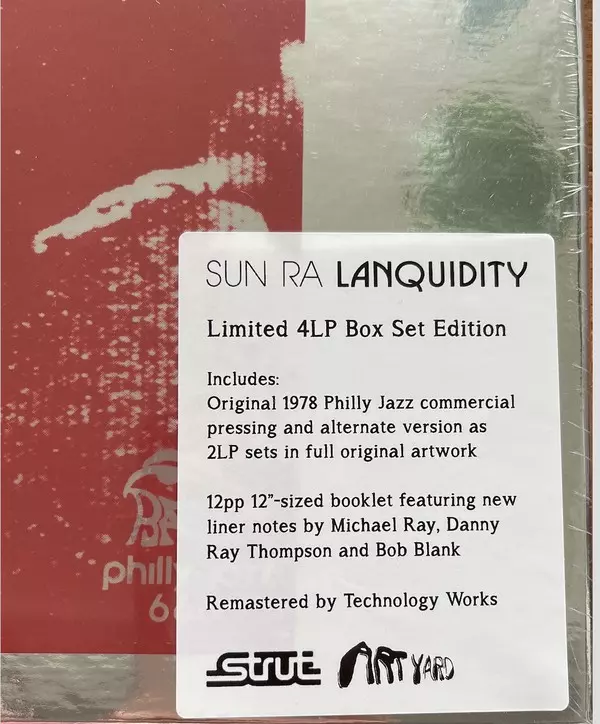 SUN RA LANQUIDITY
Limited 4LP Box Set Edition
Includes:
Original 1978 Philly Jazz commercial
pressing and alternate version as
2LP sets in full original artwork
12pp 12"-sized booklet featuring new
liner notes by Michael Ray, Danny
Ray Thompson and Bob Blank
Remastered by Technology Works
Strut ART YARD
philly